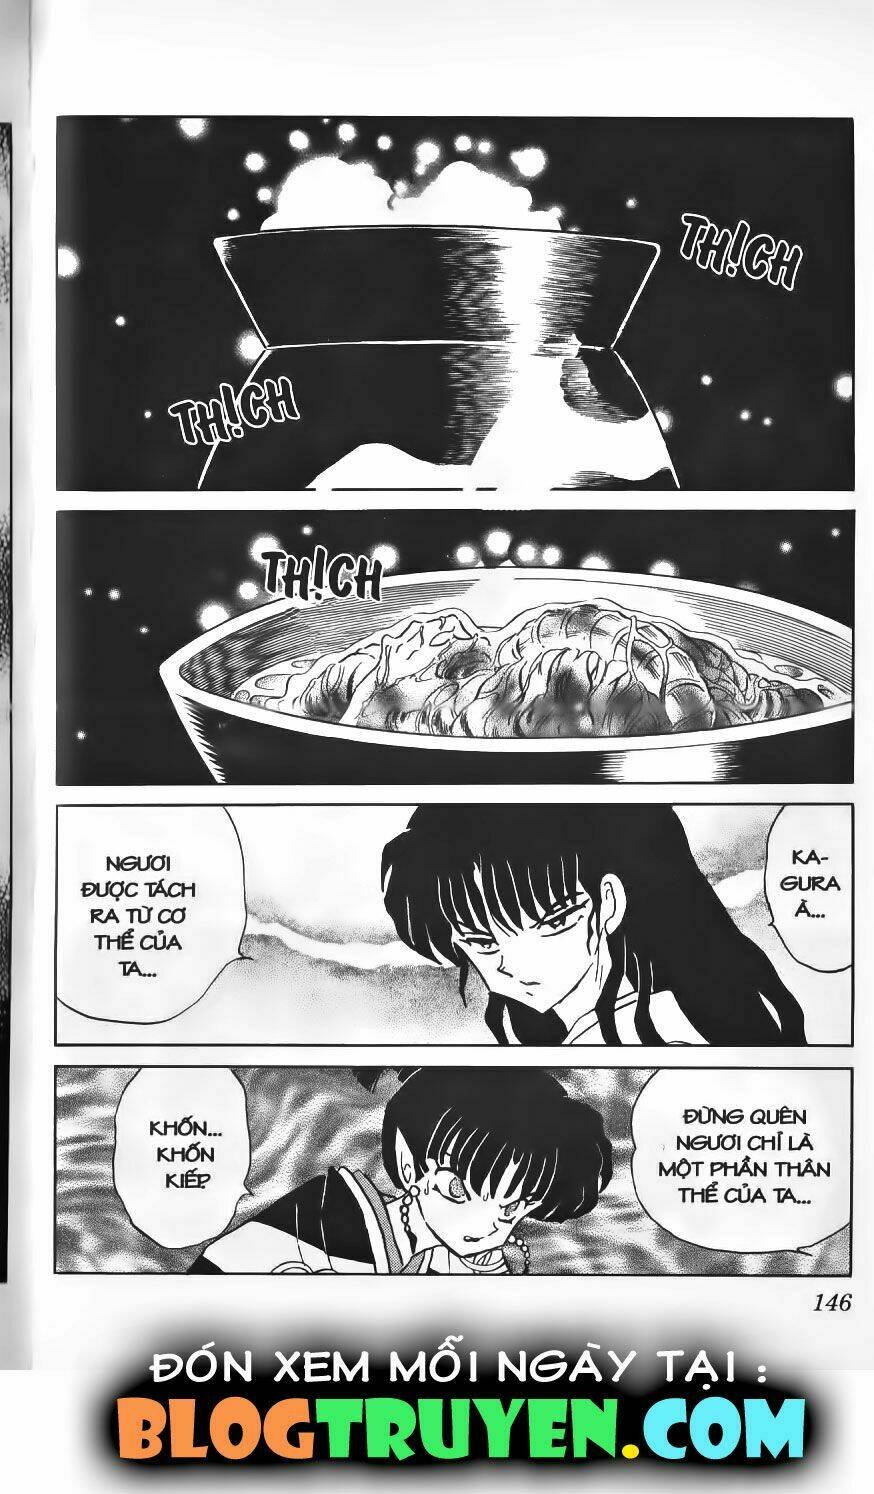 THỊCH
THỊCH
THỊCH
KA-
GURA
À...
NGƯƠI
ĐƯỢC TÁCH
RA TỪ CƠ
THỂ CỦA
TA...
ĐỪNG QUÊN
NGƯƠI CHỈ LÀ
MỘT PHẦN THÂN
THỂ CỦA TA...
KHỐN...
KHỐN
KIẾP
146
ĐÓN XEM MỖI NGÀY TẠI :
BLOGTRUYEN.COM